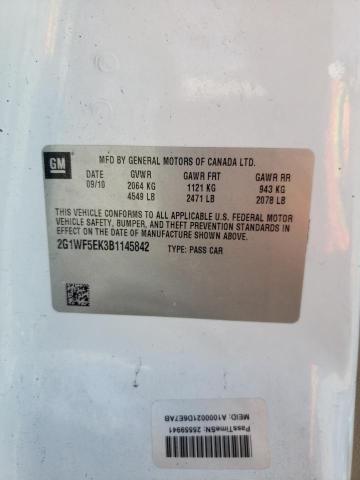 GM
MFD BY GENERAL MOTORS OF CANADA LTD.
DATE GVWR GAWR FRT GAWR RR
09/10 2064 KG 1121 KG 943 KG
4549 LB 2471 LB 2078 LB
THIS VEHICLE CONFORMS TO ALL APPLICABLE U.S. FEDERAL MOTOR
VEHICLE SAFETY, BUMPER, AND THEFT PREVENTION STANDARDS IN
EFFECT ON THE DATE OF MANUFACTURE SHOWN ABOVE.
2G1WF5EK3B1145842 TYPE: PASS CAR
PassTimeSN: 25559941
MEID: A1000021D6E7AB